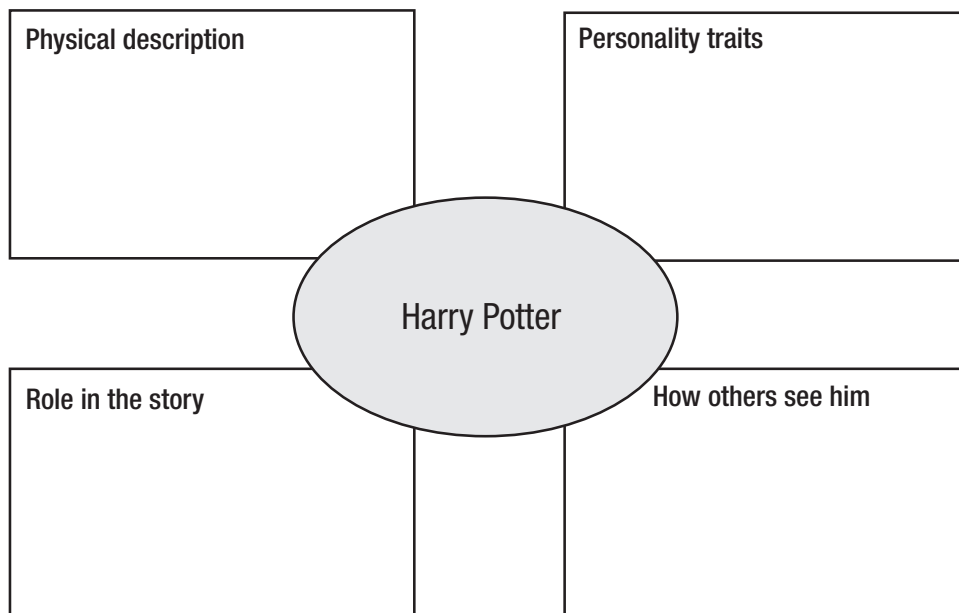 Physical description
Personality traits
Harry Potter
Role in the story
How others see him